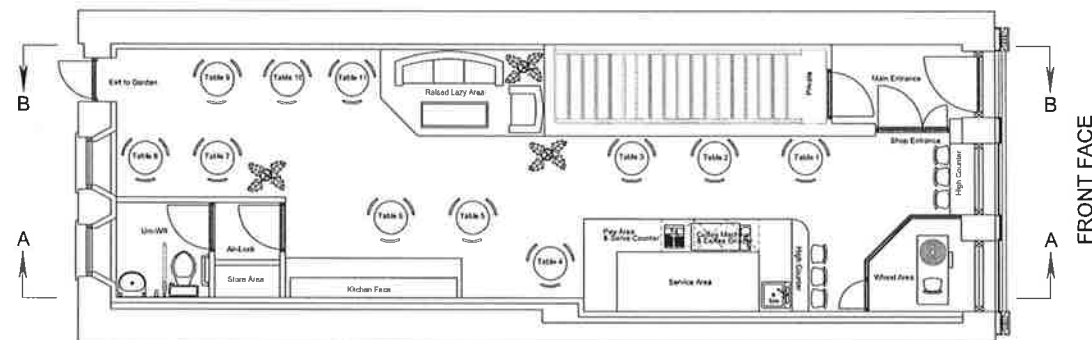 B
Exit to Garden
Table 9
Table 10
Table 11
Raised Lazy Area
Private
Main Entrance
B
Shop Entrance
FRONT FACE
Table 8
Table 7
Table 3
Table 2
Table 1
High Counter
Table 6
Table 5
A
Uni-WR
Air-Lock
Store Area
Kitchen Face
Table 4
Pay Area
& Serve Counter
Till
Coffee Machine
& Coffee Grinder
High Counter
Service Area
Wheel Area
A